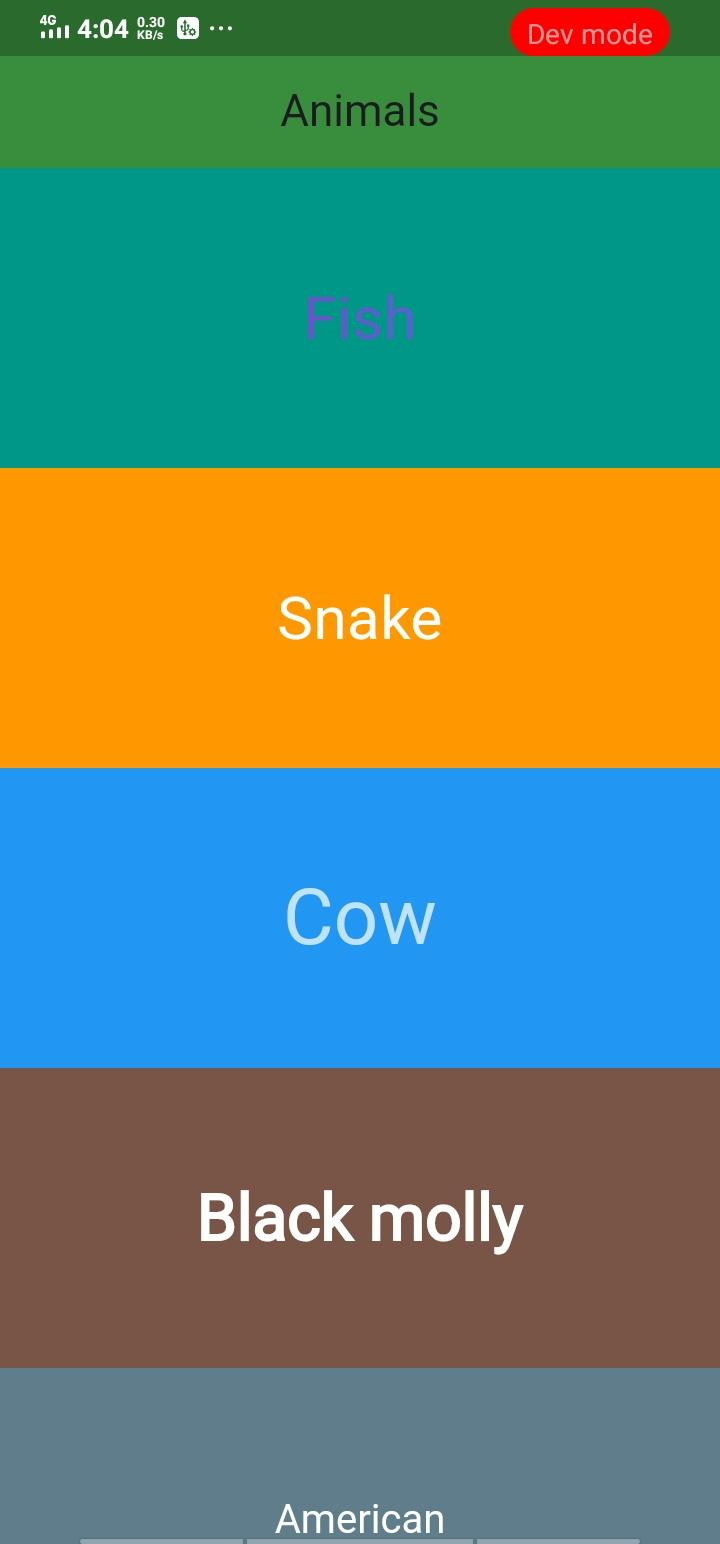 4G 4:04 0.30 KB/s ...
Dev mode
Animals
Fish
Snake
Cow
Black molly
American